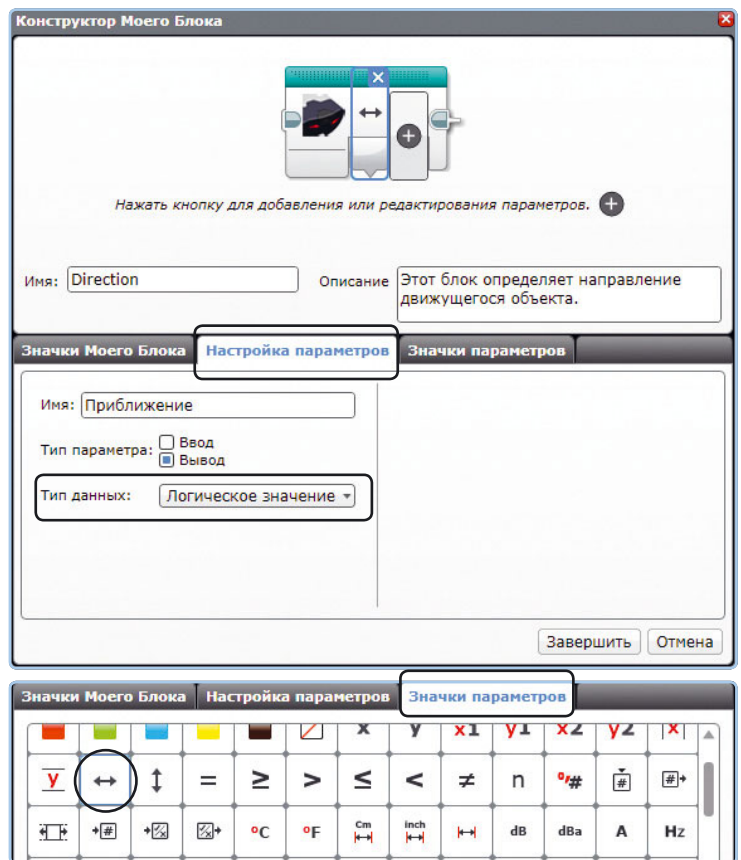 Конструктор Моего Блока
Нажать кнопку для добавления или редактирования параметров.
Имя: Direction
Описание Этот блок определяет направление
движущегося объекта.
Значки Моего Блока Настройка параметров Значки параметров
Имя: Приближение
Тип параметра: Ввод
Вывод
Тип данных: Логическое значение
Завершить Отмена
Значки Моего Блока Настройка параметров Значки параметров
x y x1 y1 x2 y2 |x|
y ↔ ↕ = ≥ > ≤ < ≠ n °/# # #
# °C °F Cm inch dB dBa A Hz